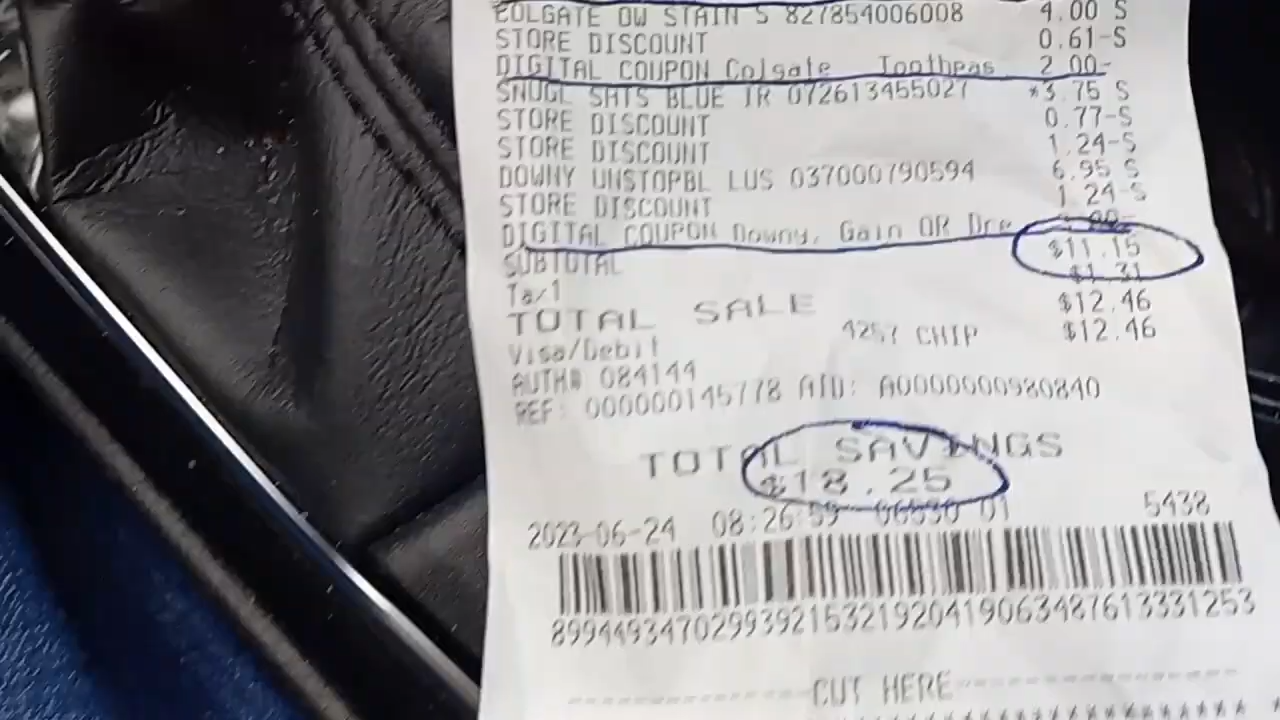 COLGATE OW STAIN S 827854006008 4.00 S
STORE DISCOUNT 0.61-S
DIGITAL COUPON Colgate Toothpas 2.00-
SNUGL SHTS BLUE IR 072613455027 *3.75 S
STORE DISCOUNT 0.77-S
STORE DISCOUNT 1.24-S
DOWNY UNSTOPBL LUS 037000790594 6.95 S
STORE DISCOUNT 1.24-S
DIGITAL COUPON Downy, Gain OR Dre
SUBTOTAL $11.15
Tax1 $1.31
TOTAL SALE $12.46
Visa/Debit 4257 CHIP $12.46
AUTH# 084144
REF: 000000145778 AID: A0000000980840
TOTAL SAVINGS
$18.25
2023-06-24 08:26:59 06590 01 5438
899449347029939215321920419063487613331253
CUT HERE